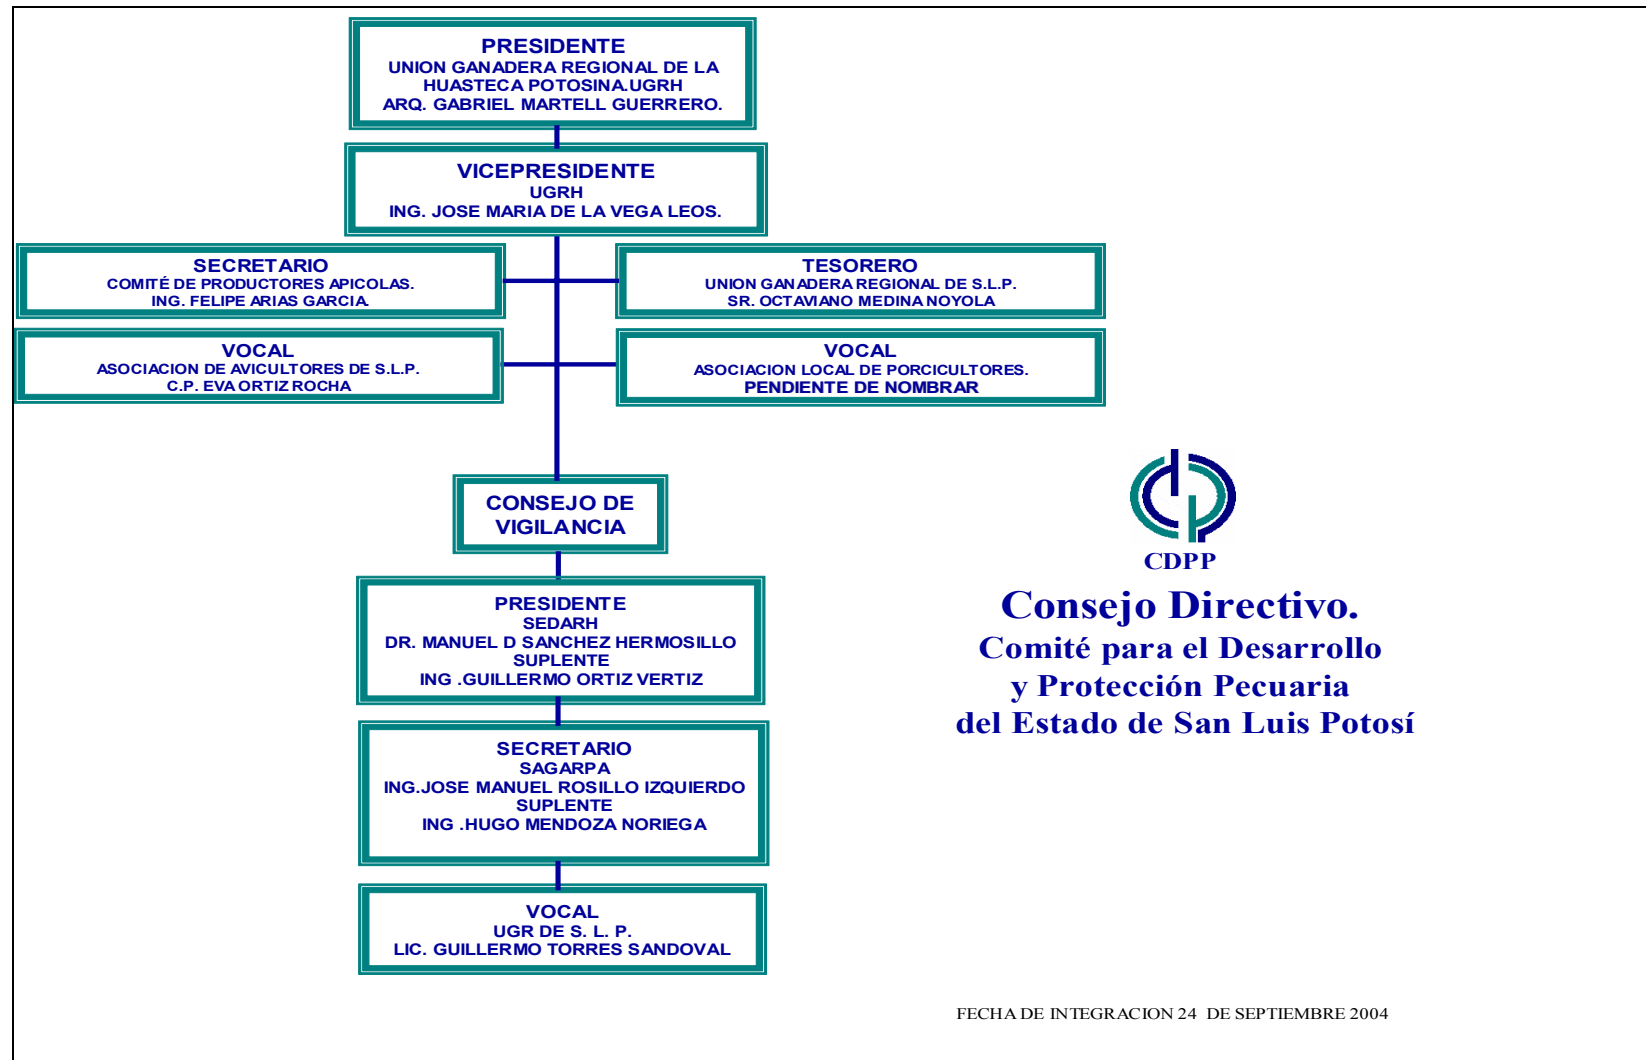 PRESIDENTE
UNION GANADERA REGIONAL DE LA
HUASTECA POTOSINA.UGRH
ARQ. GABRIEL MARTELL GUERRERO.
VICEPRESIDENTE
UGRH
ING. JOSE MARIA DE LA VEGA LEOS.
SECRETARIO
COMITÉ DE PRODUCTORES APICOLAS.
ING. FELIPE ARIAS GARCIA.
TESORERO
UNION GANADERA REGIONAL DE S.L.P.
SR. OCTAVIANO MEDINA NOYOLA
VOCAL
ASOCIACION DE AVICULTORES DE S.L.P.
C.P. EVA ORTIZ ROCHA
VOCAL
ASOCIACION LOCAL DE PORCICULTORES.
PENDIENTE DE NOMBRAR
CONSEJO DE
VIGILANCIA
PRESIDENTE
SEDARH
DR. MANUEL D SANCHEZ HERMOSILLO
SUPLENTE
ING .GUILLERMO ORTIZ VERTIZ
SECRETARIO
SAGARPA
ING.JOSE MANUEL ROSILLO IZQUIERDO
SUPLENTE
ING .HUGO MENDOZA NORIEGA
VOCAL
UGR DE S. L. P.
LIC. GUILLERMO TORRES SANDOVAL
CDPP
Consejo Directivo.
Comité para el Desarrollo
y Protección Pecuaria
del Estado de San Luis Potosí
FECHA DE INTEGRACION 24 DE SEPTIEMBRE 2004